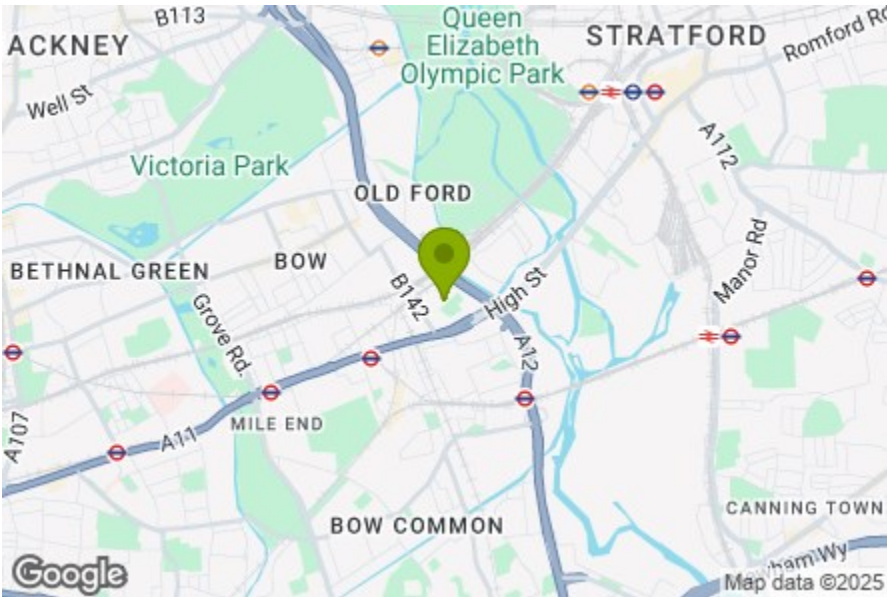 B113
ACKNEY
Queen
Elizabeth
Olympic Park
STRATFORD
Romford Rd
Well St
A112
Victoria Park
OLD FORD
BETHNAL GREEN
BOW
B142
High St
Manor Rd
Grove Rd.
A12
A107
A11
MILE END
BOW COMMON
CANNING TOWN
Google
wham Wy
Map data ©2025